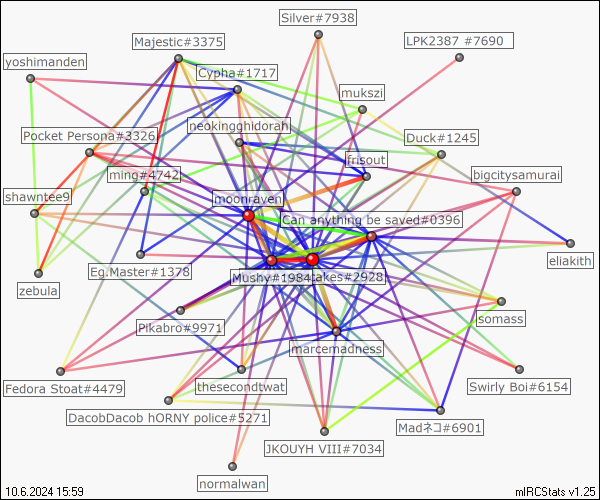 Silver#7938
Majestic#3375
LPK2387 #7690
yoshimanden
Cypha#1717
mukszi
neokingghidorah
Pocket Persona#3326
Duck#1245
frisout
ming#4742
bigcitysamurai
shawntee9
moonraven
Can anything be saved#0396
eliakith
Eg.Master#1378
Mushy#1984
takes#2928
zebula
somass
Pikabro#9971
marcemadness
Fedora Stoat#4479
thesecondtwat
Swirly Boi#6154
DacobDacob hORNY police#5271
Madネコ#6901
JKOUYH VIII#7034
normalwan
10.6.2024 15:59
mIRCStats v1.25